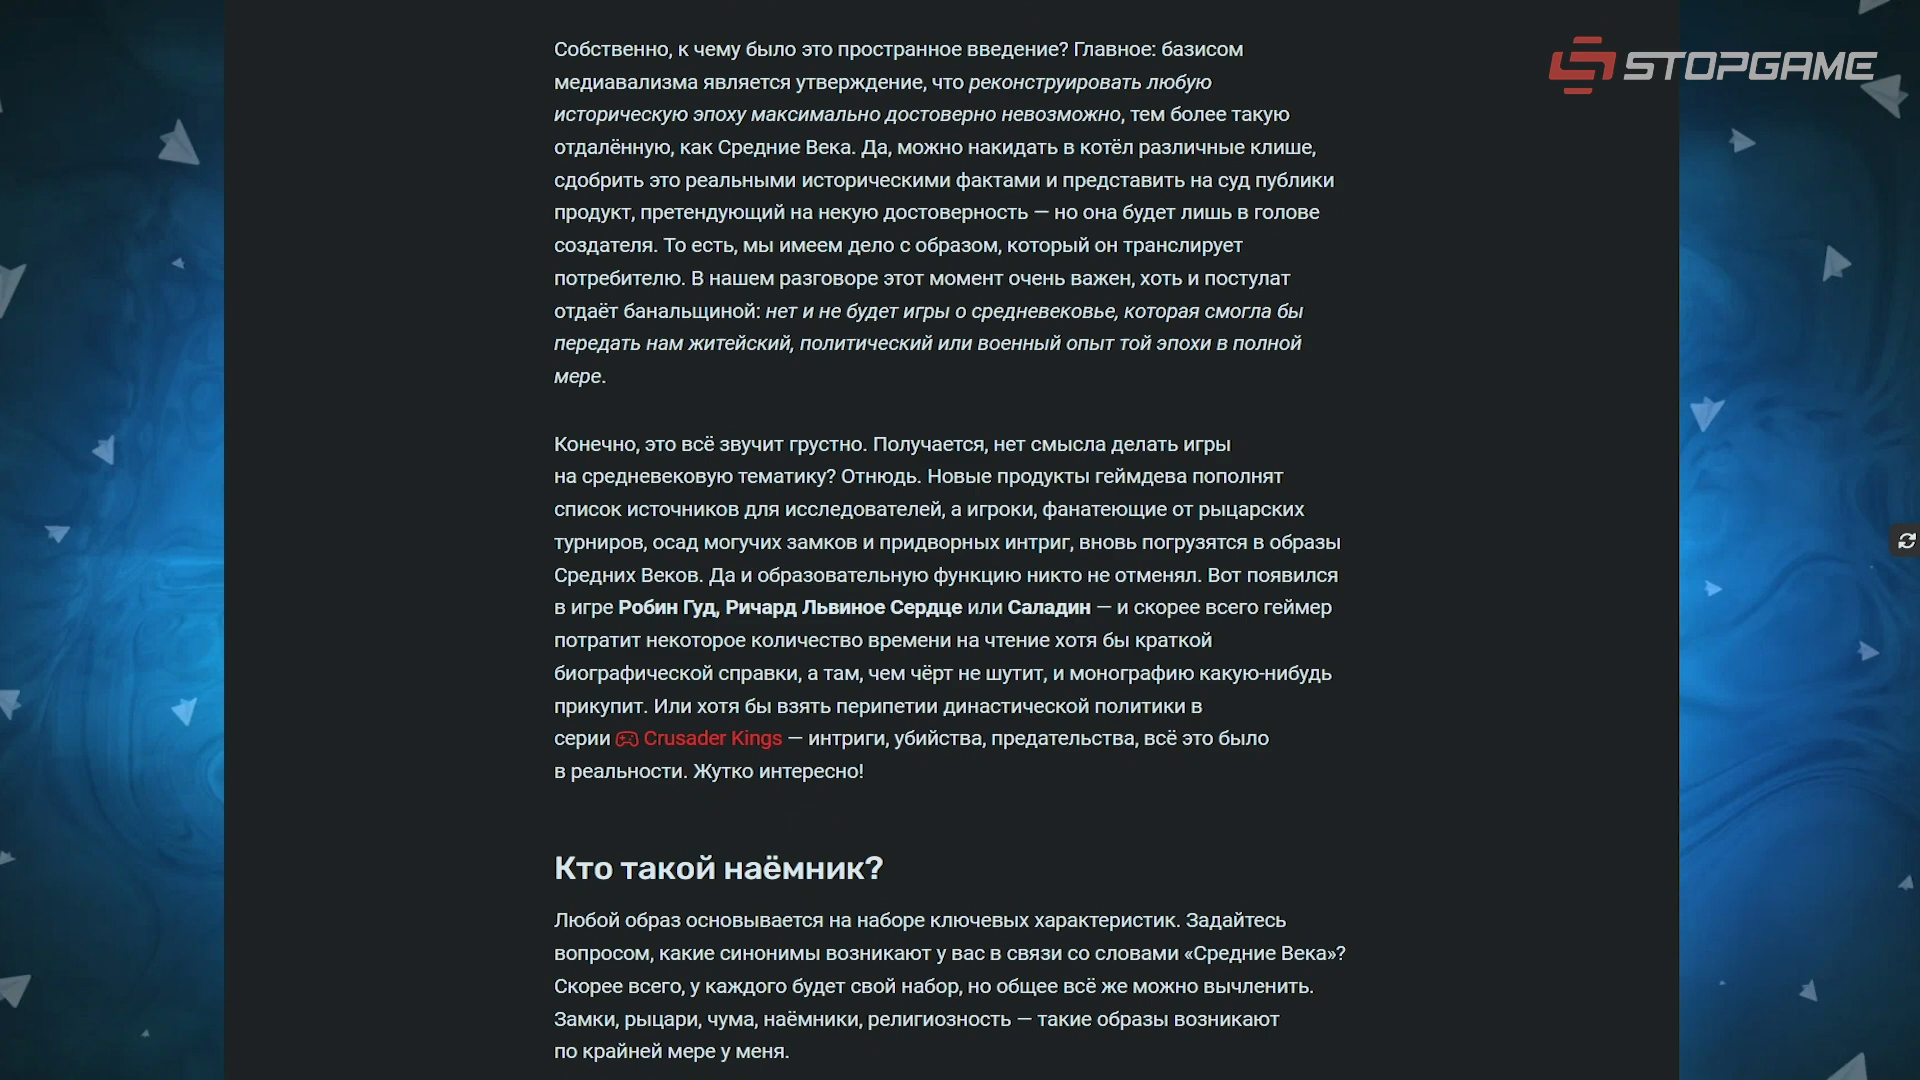 STOPGAME
Собственно, к чему было это пространное введение? Главное: базисом
медиавализма является утверждение, что реконструировать любую
историческую эпоху максимально достоверно невозможно, тем более такую
отдалённую, как Средние Века. Да, можно накидать в котёл различные клише,
сдобрить это реальными историческими фактами и представить на суд публики
продукт, претендующий на некую достоверность — но она будет лишь в голове
создателя. То есть, мы имеем дело с образом, который он транслирует
потребителю. В нашем разговоре этот момент очень важен, хоть и постулат
отдаёт банальщиной: нет и не будет игры о средневековье, которая смогла бы
передать нам житейский, политический или военный опыт той эпохи в полной
мере.
Конечно, это всё звучит грустно. Получается, нет смысла делать игры
на средневековую тематику? Отнюдь. Новые продукты геймдева пополнят
список источников для исследователей, а игроки, фанатеющие от рыцарских
турниров, осад могучих замков и придворных интриг, вновь погрузятся в образы
Средних Веков. Да и образовательную функцию никто не отменял. Вот появился
в игре Робин Гуд, Ричард Львиное Сердце или Саладин — и скорее всего геймер
потратит некоторое количество времени на чтение хотя бы краткой
биографической справки, а там, чем чёрт не шутит, и монографию какую-нибудь
прикупит. Или хотя бы взять перипетии династической политики в
серии Crusader Kings — интриги, убийства, предательства, всё это было
в реальности. Жутко интересно!
Кто такой наёмник?
Любой образ основывается на наборе ключевых характеристик. Задайтесь
вопросом, какие синонимы возникают у вас в связи со словами «Средние Века»?
Скорее всего, у каждого будет свой набор, но общее всё же можно вычленить.
Замки, рыцари, чума, наёмники, религиозность — такие образы возникают
по крайней мере у меня.